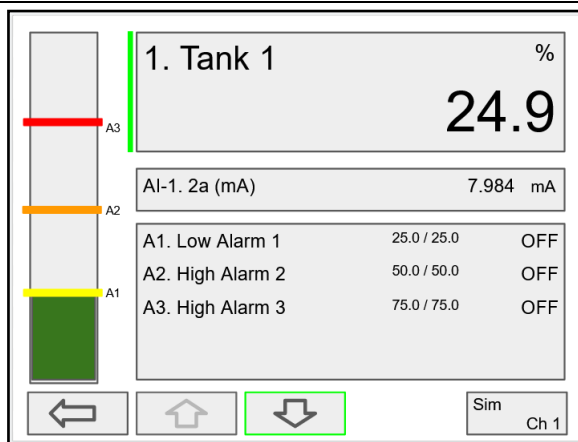 1. Tank 1 %
24.9
A3
AI-1. 2a (mA) 7.984 mA
A2
A1. Low Alarm 1 25.0 / 25.0 OFF
A2. High Alarm 2 50.0 / 50.0 OFF
A1
A3. High Alarm 3 75.0 / 75.0 OFF
Sim
Ch 1